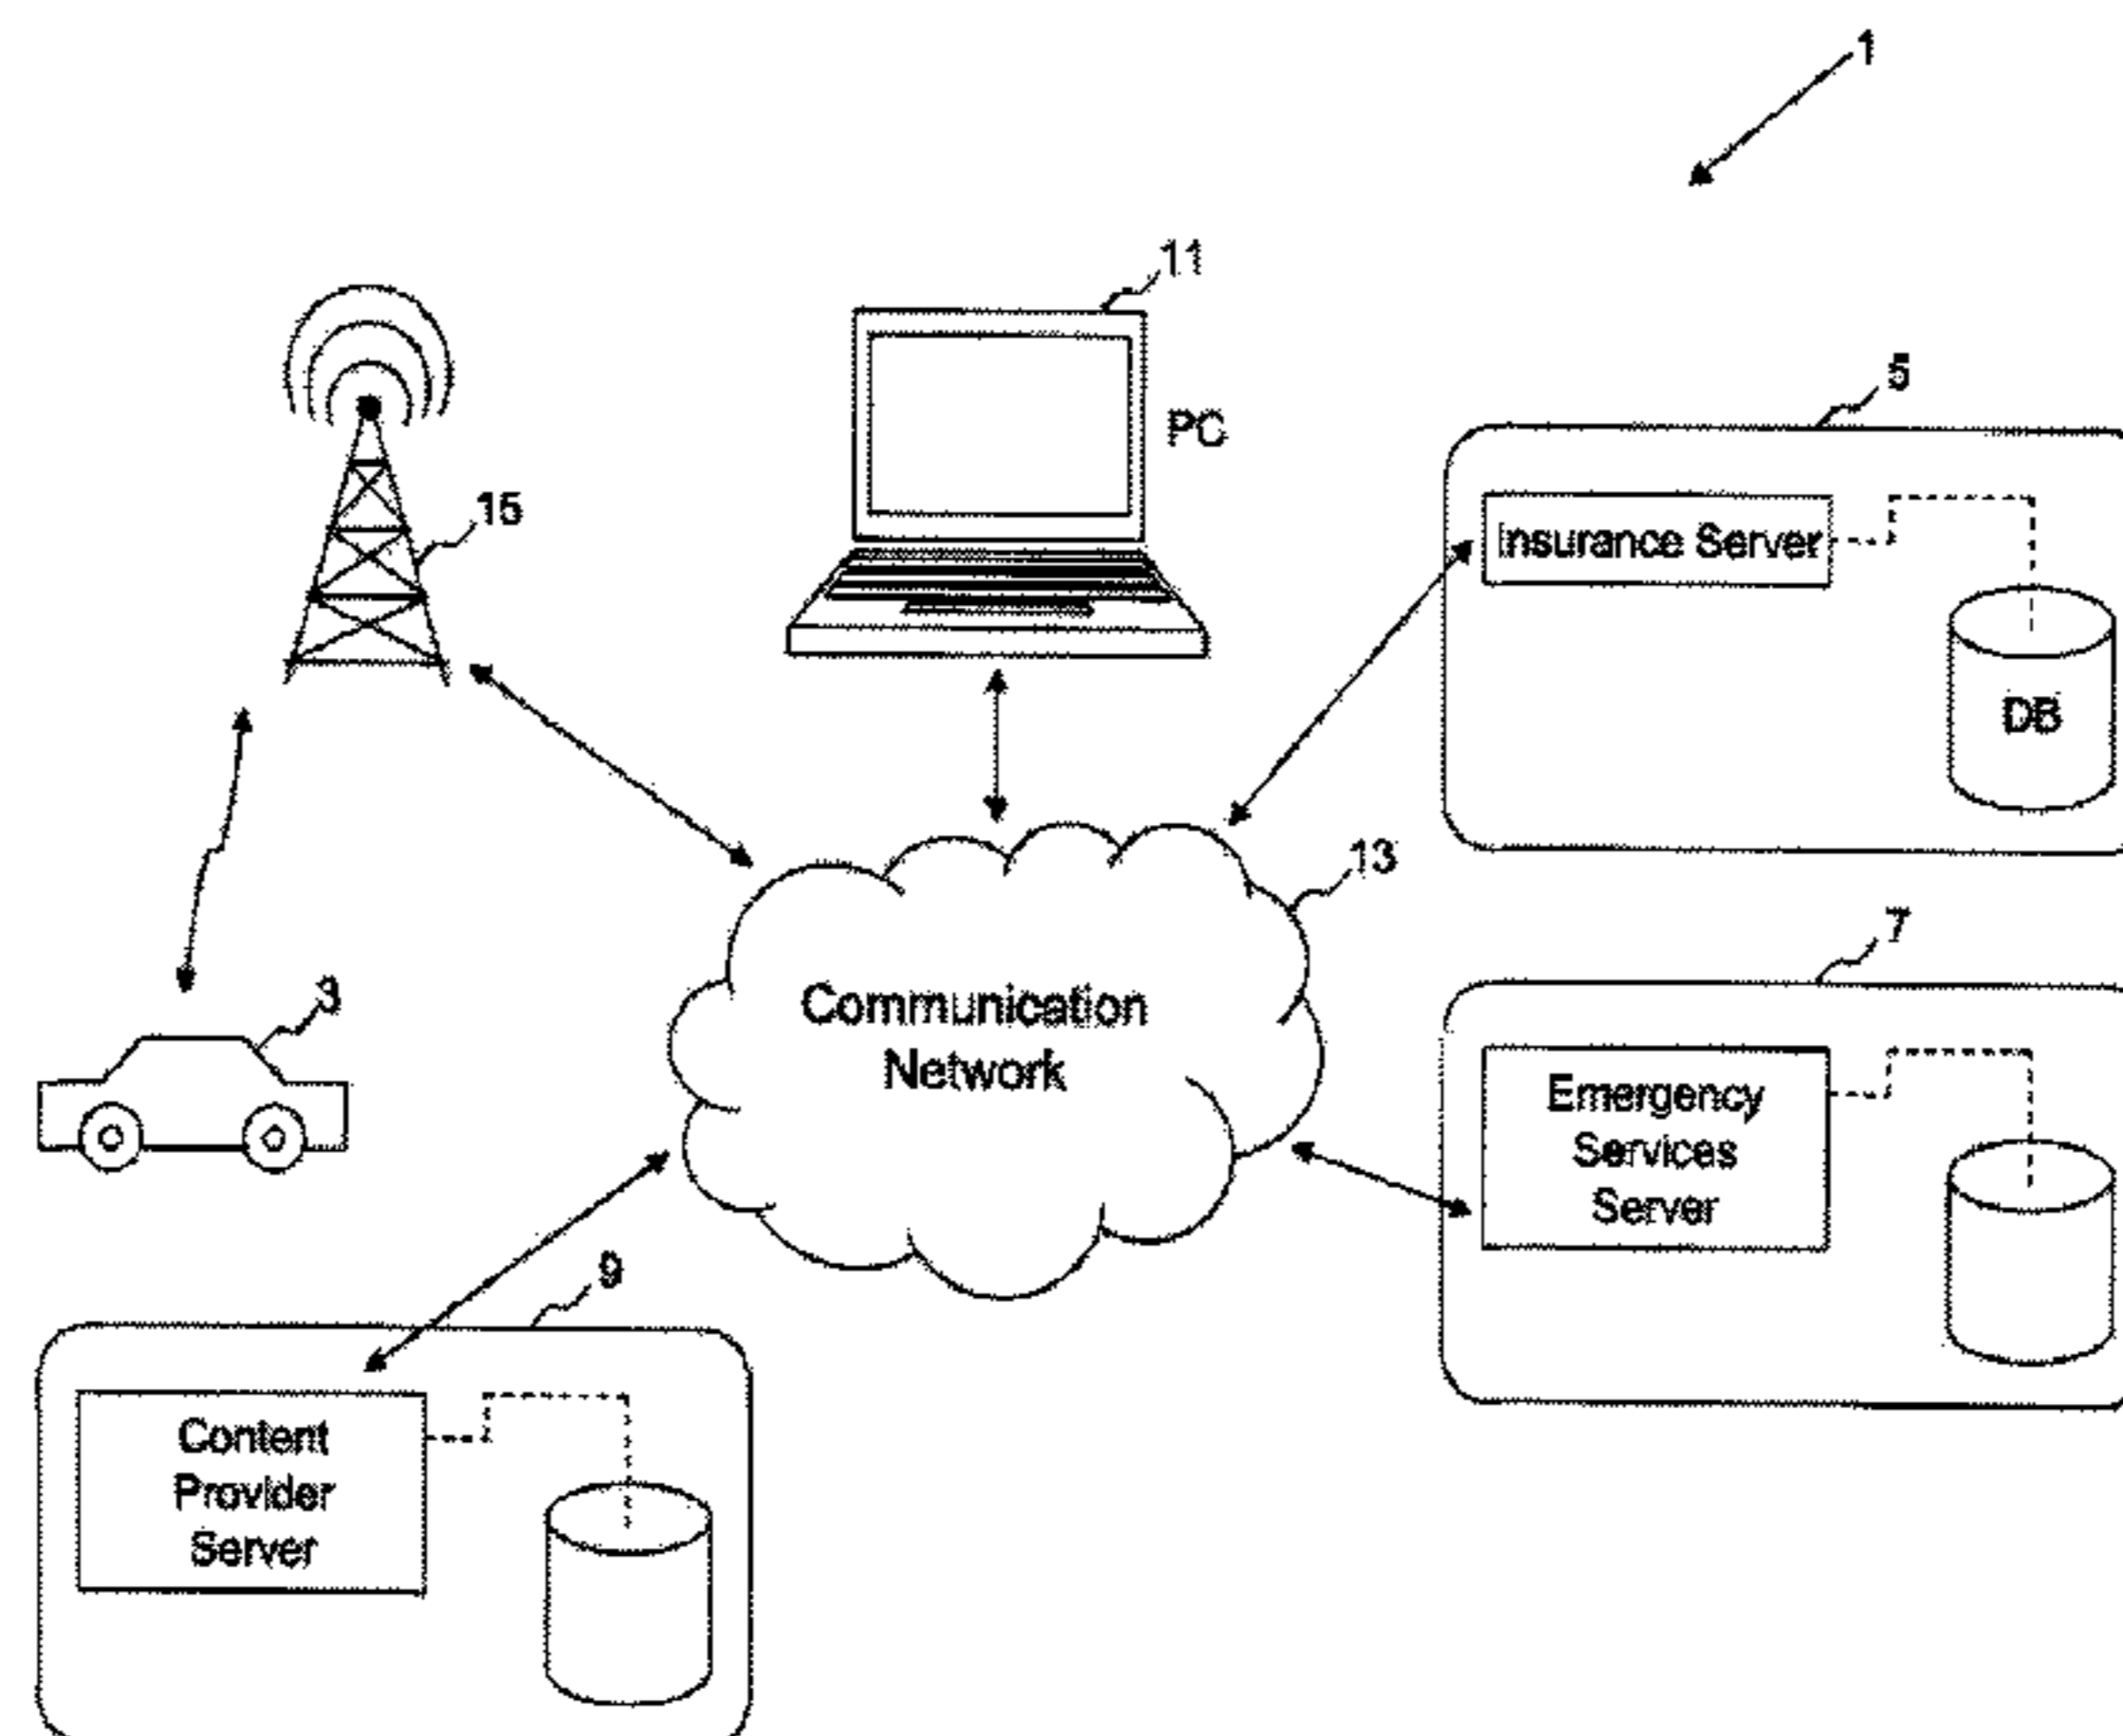 1
11
5
PC
15
Insurance Server
DB
13
7
3
Communication
Network
Emergency
Services
Server
9
Content
Provider
Server